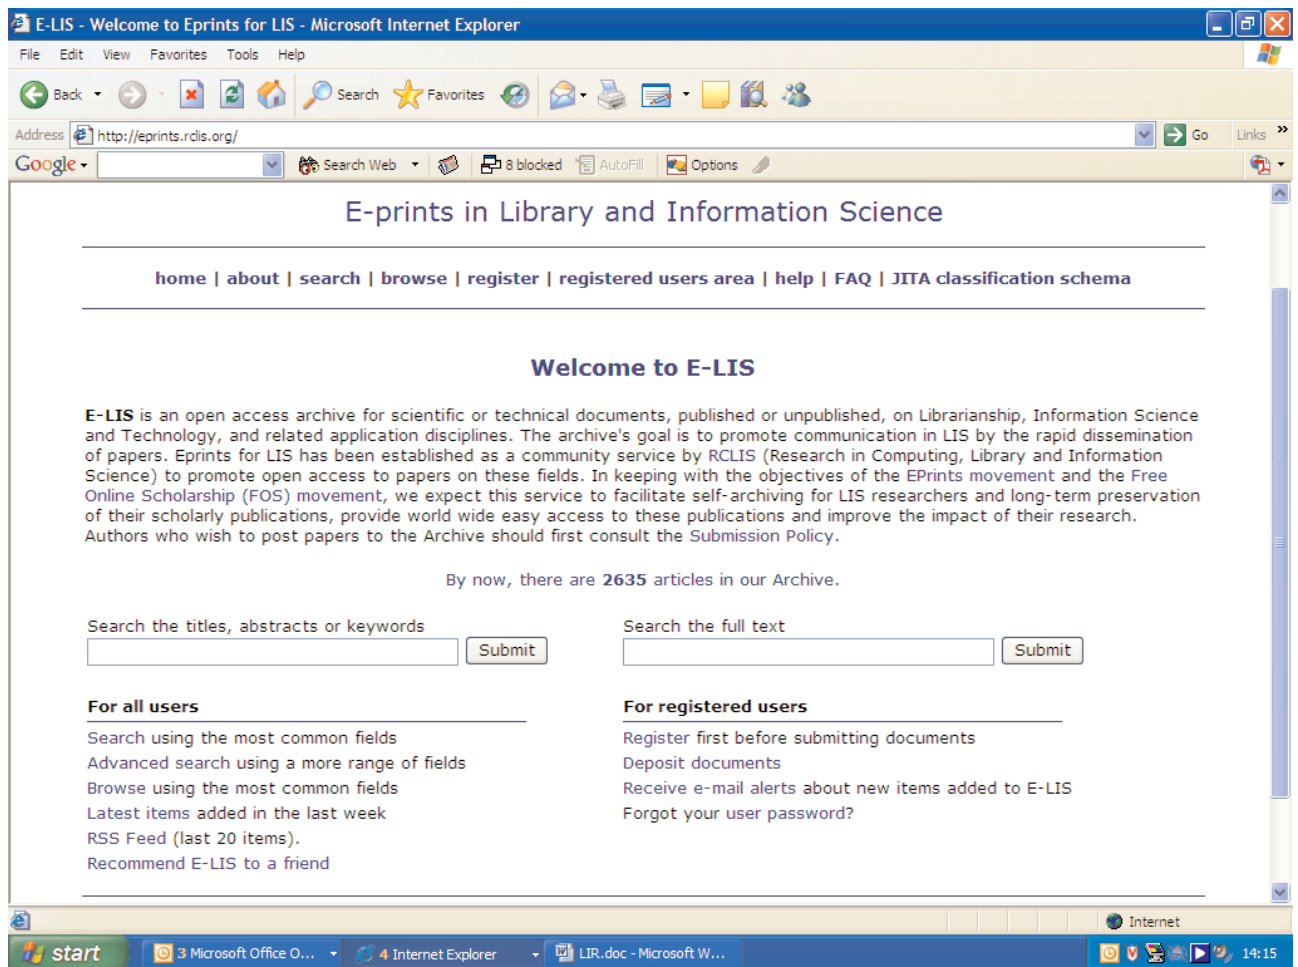 E-LIS - Welcome to Eprints for LIS - Microsoft Internet Explorer
File Edit View Favorites Tools Help
Back Search Favorites
Address http://eprints.rclis.org/ Go Links »
Google Search Web 8 blocked AutoFill Options
E-prints in Library and Information Science
home | about | search | browse | register | registered users area | help | FAQ | JITA classification schema
Welcome to E-LIS
E-LIS is an open access archive for scientific or technical documents, published or unpublished, on Librarianship, Information Science
and Technology, and related application disciplines. The archive's goal is to promote communication in LIS by the rapid dissemination
of papers. Eprints for LIS has been established as a community service by RCLIS (Research in Computing, Library and Information
Science) to promote open access to papers on these fields. In keeping with the objectives of the EPrints movement and the Free
Online Scholarship (FOS) movement, we expect this service to facilitate self-archiving for LIS researchers and long-term preservation
of their scholarly publications, provide world wide easy access to these publications and improve the impact of their research.
Authors who wish to post papers to the Archive should first consult the Submission Policy.
By now, there are 2635 articles in our Archive.
Search the titles, abstracts or keywords
Submit
Search the full text
Submit
For all users
Search using the most common fields
Advanced search using a more range of fields
Browse using the most common fields
Latest items added in the last week
RSS Feed (last 20 items).
Recommend E-LIS to a friend
For registered users
Register first before submitting documents
Deposit documents
Receive e-mail alerts about new items added to E-LIS
Forgot your user password?
Internet
start 3 Microsoft Office O... 4 Internet Explorer LIR.doc - Microsoft W... 14:15